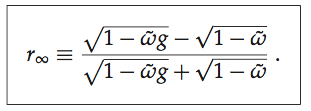 r∞ ≡ (√(1 − ω̃g) − √(1 − ω̃)) / (√(1 − ω̃g) + √(1 − ω̃)) .